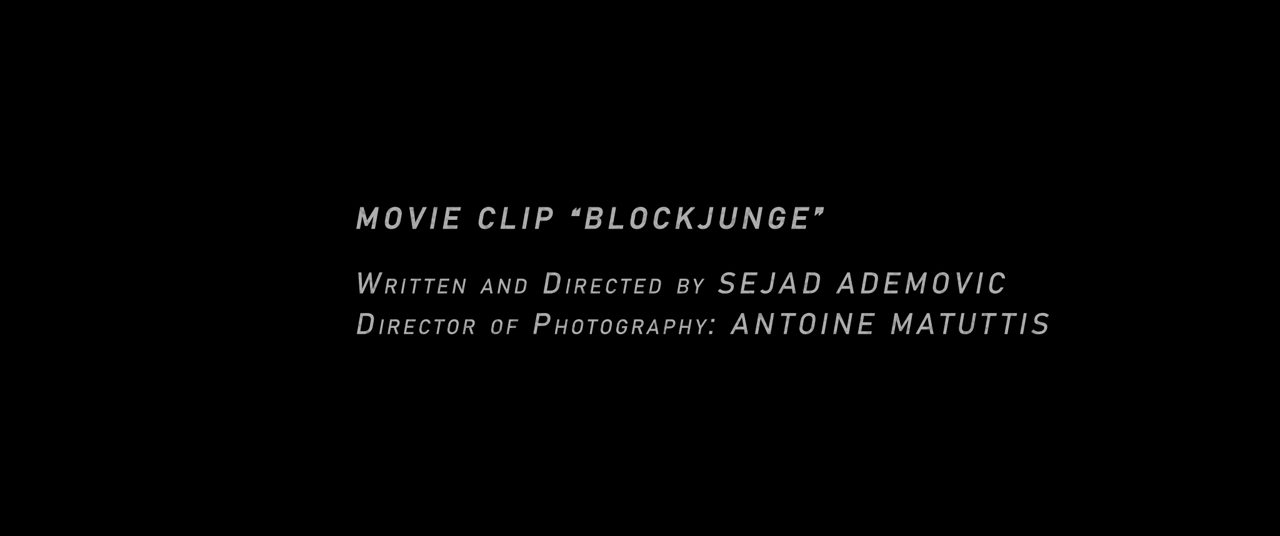 MOVIE CLIP “BLOCKJUNGE”
WRITTEN AND DIRECTED BY SEJAD ADEMOVIC
DIRECTOR OF PHOTOGRAPHY: ANTOINE MATUTTIS